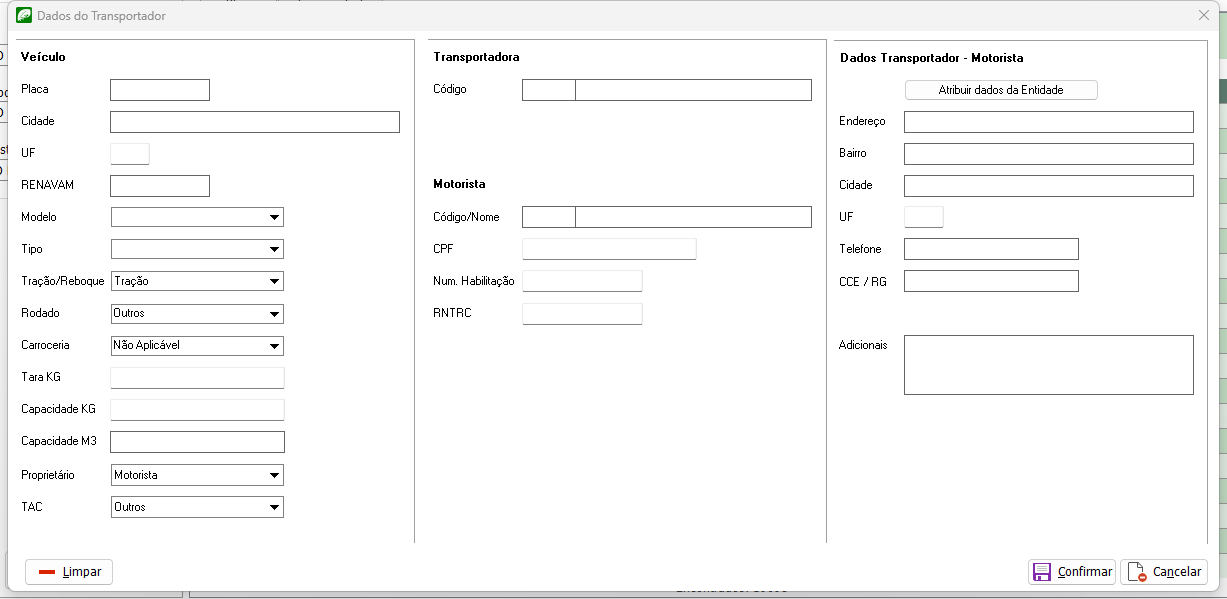 Dados do Transportador
Veículo
Placa
Cidade
UF
RENAVAM
Modelo
Tipo
Tração/Reboque Tração
Rodado Outros
Carroceria Não Aplicável
Tara KG
Capacidade KG
Capacidade M3
Proprietário Motorista
TAC Outros
Transportadora
Código
Motorista
Código/Nome
CPF
Num. Habilitação
RNTRC
Dados Transportador - Motorista
Atribuir dados da Entidade
Endereço
Bairro
Cidade
UF
Telefone
CCE / RG
Adicionais
Limpar
Confirmar
Cancelar